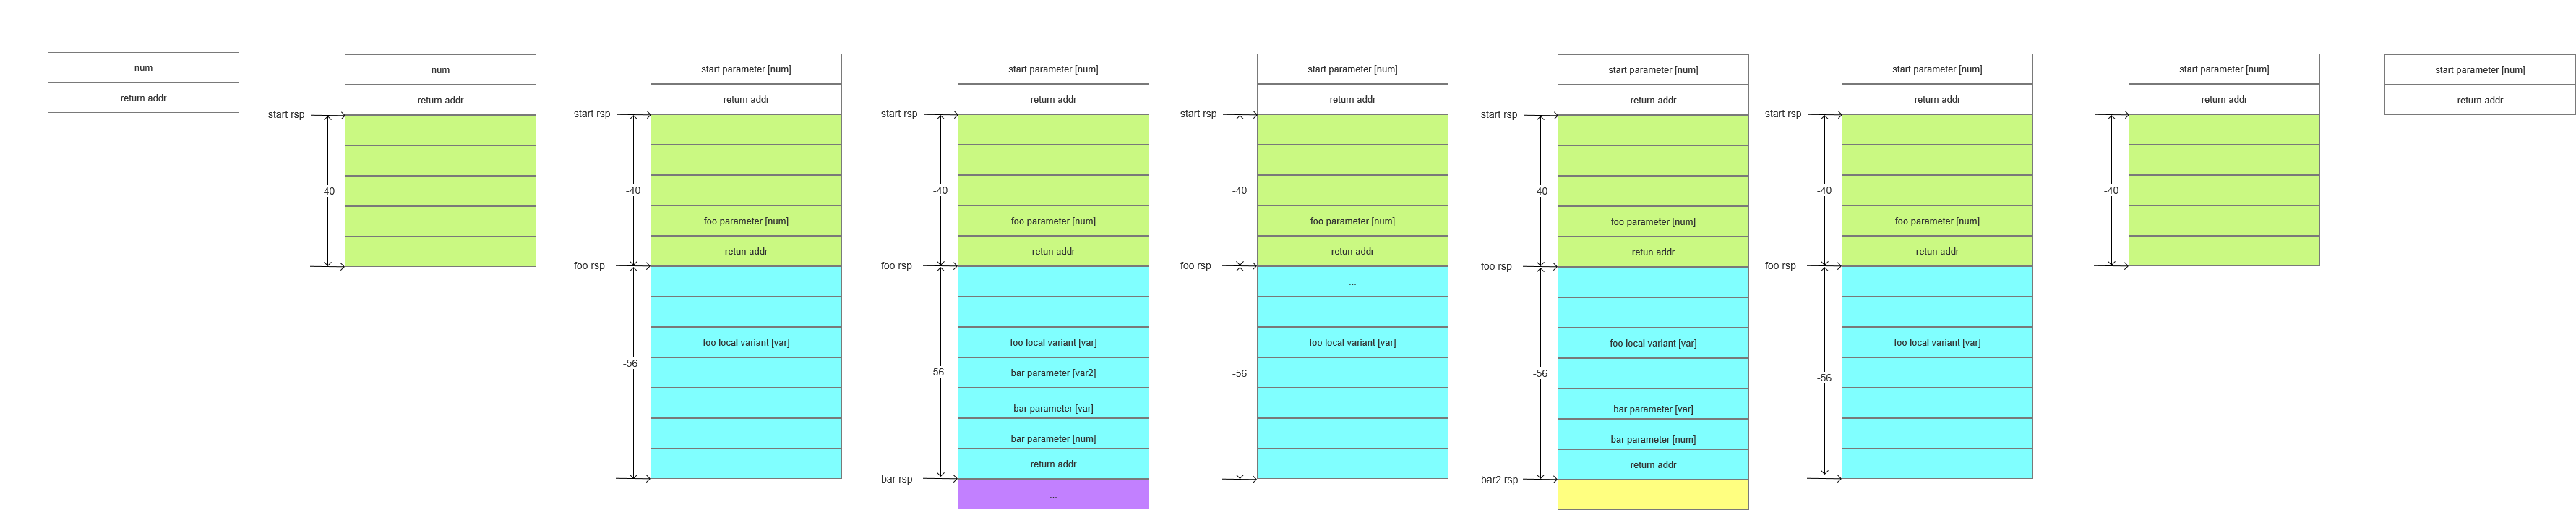 num
return addr
num
return addr
start rsp
-40
start parameter [num]
return addr
start rsp
-40
foo parameter [num]
retun addr
foo rsp
foo local variant [var]
-56
start parameter [num]
return addr
start rsp
-40
foo parameter [num]
retun addr
foo rsp
foo local variant [var]
-56
bar parameter [var2]
bar parameter [var]
bar parameter [num]
return addr
bar rsp
...
start parameter [num]
return addr
start rsp
-40
foo parameter [num]
retun addr
foo rsp
...
foo local variant [var]
-56
start parameter [num]
return addr
start rsp
-40
foo parameter [num]
retun addr
foo rsp
foo local variant [var]
-56
bar parameter [var]
bar parameter [num]
return addr
bar2 rsp
...
start parameter [num]
return addr
start rsp
-40
foo parameter [num]
retun addr
foo rsp
foo local variant [var]
-56
start parameter [num]
return addr
-40
start parameter [num]
return addr